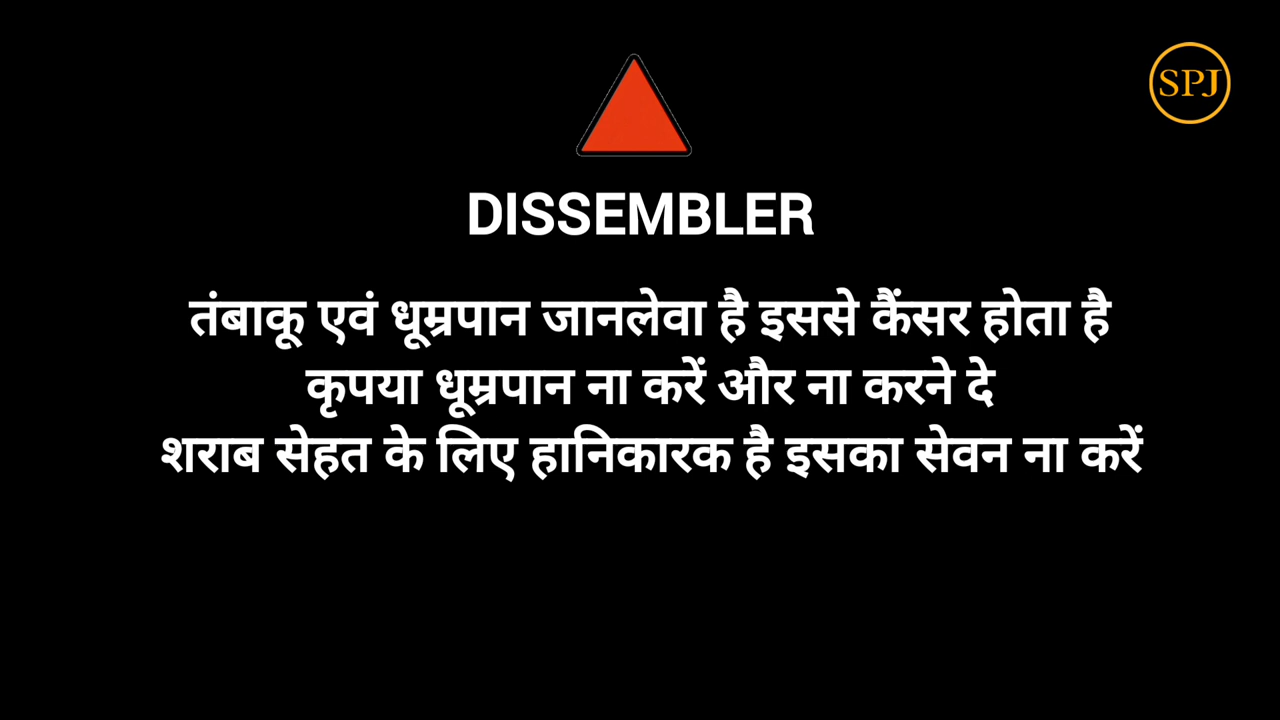 SPJ
DISSEMBLER
तंबाकू एवं धूम्रपान जानलेवा है इससे कैंसर होता है
कृपया धूम्रपान ना करें और ना करने दे
शराब सेहत के लिए हानिकारक है इसका सेवन ना करें